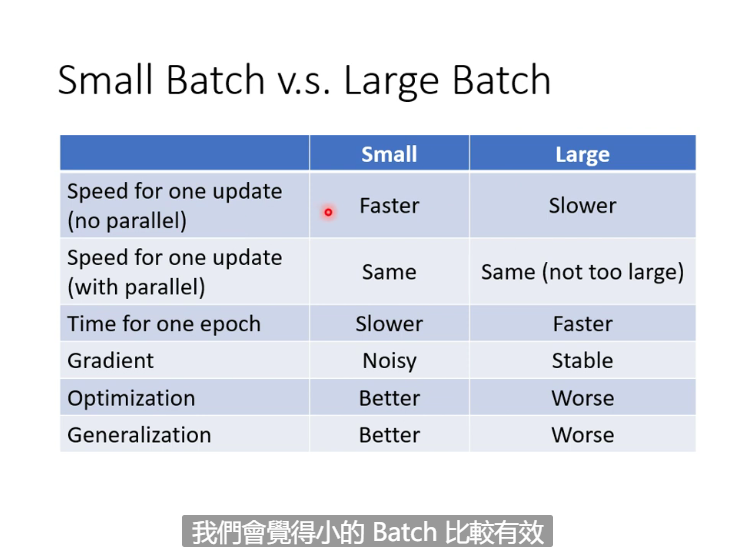 Small Batch v.s. Large Batch
Small Large
Speed for one update
(no parallel)
Faster Slower
Speed for one update
(with parallel)
Same Same (not too large)
Time for one epoch Slower Faster
Gradient Noisy Stable
Optimization Better Worse
Generalization Better Worse
我們會覺得小的 Batch 比較有效